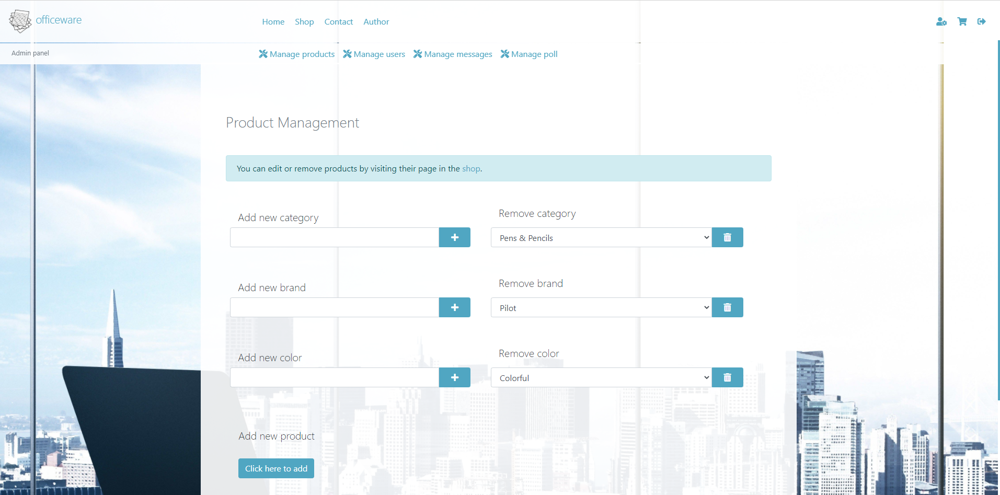 officeware
Home Shop Contact Author
Admin panel
Manage products Manage users Manage messages Manage poll
Product Management
You can edit or remove products by visiting their page in the shop.
Add new category
Remove category
Pens & Pencils
Add new brand
Remove brand
Pilot
Add new color
Remove color
Colorful
Add new product
Click here to add